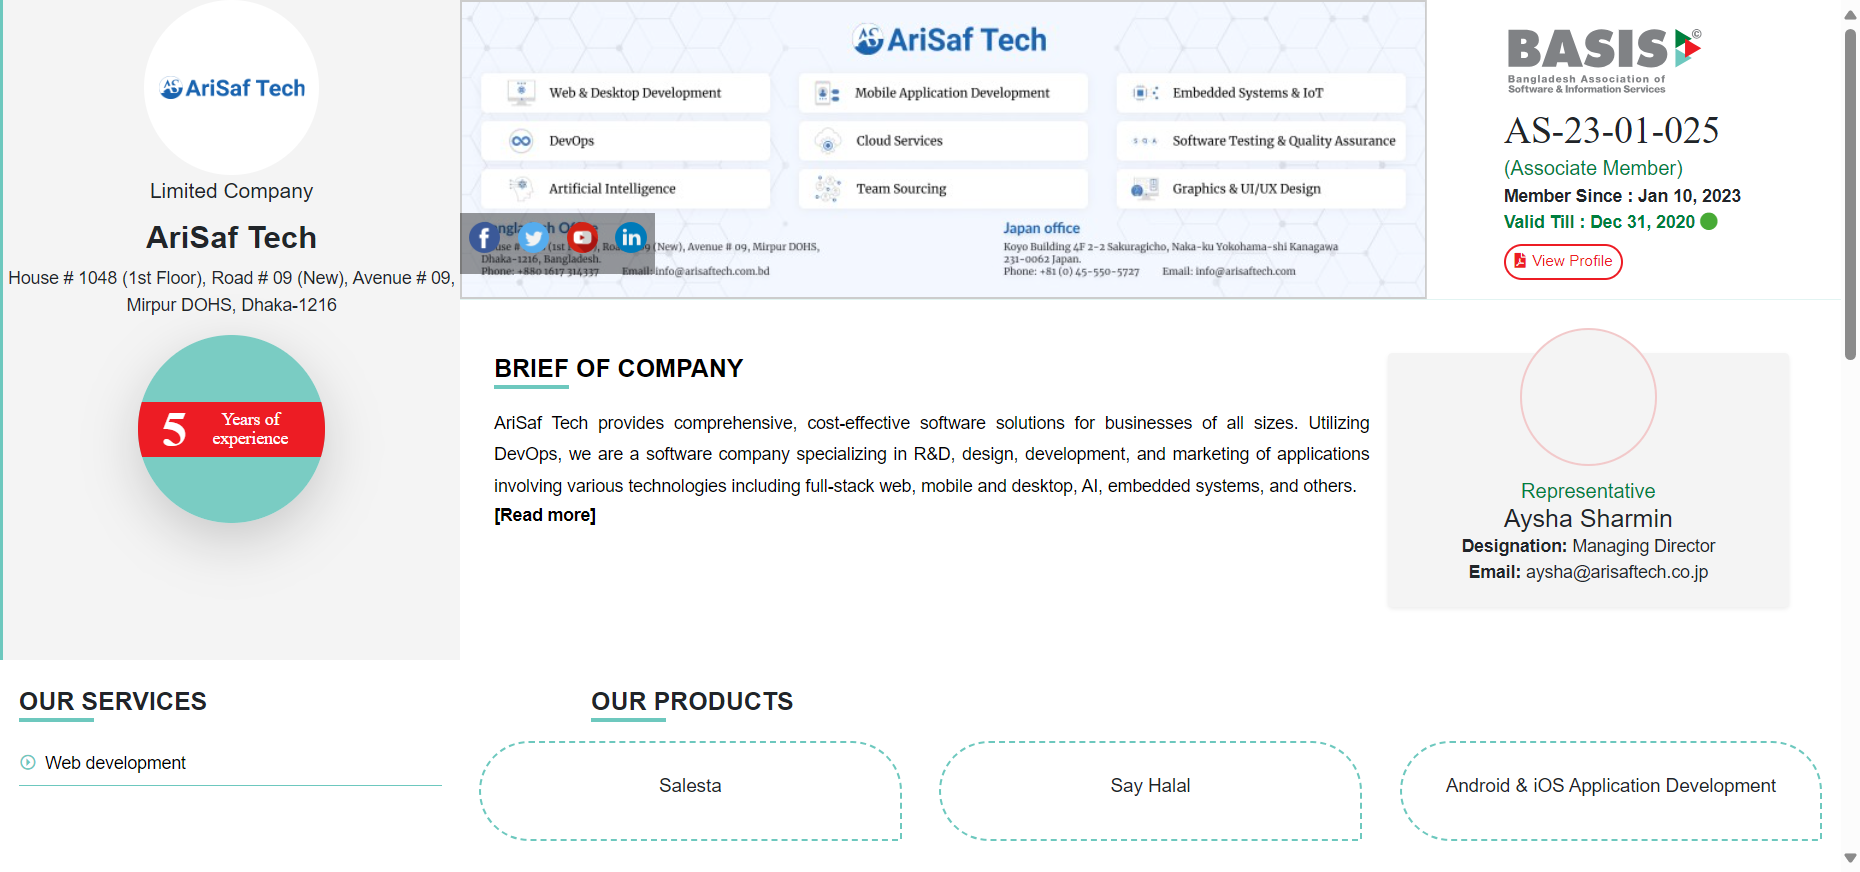 AriSaf Tech
Limited Company
AriSaf Tech
House # 1048 (1st Floor), Road # 09 (New), Avenue # 09,
Mirpur DOHS, Dhaka-1216
5
Years of
experience
AriSaf Tech
Web & Desktop Development
Mobile Application Development
Embedded Systems & IoT
DevOps
Cloud Services
SQA
Software Testing & Quality Assurance
Artificial Intelligence
Team Sourcing
Graphics & UI/UX Design
(1st (New), Avenue # 09, Mirpur DOHS,
Dhaka-1216, Bangladesh.
Phone: +880 1617 314337 Email: info@arisaftech.com.bd
Japan office
Koyo Building 4F 2-2 Sakuragicho, Naka-ku Yokohama-shi Kanagawa
231-0062 Japan.
Phone: +81 (0) 45-550-5727 Email: info@arisaftech.com
BASIS ©
Bangladesh Association of
Software & Information Services
AS-23-01-025
(Associate Member)
Member Since : Jan 10, 2023
Valid Till : Dec 31, 2020
View Profile
BRIEF OF COMPANY
AriSaf Tech provides comprehensive, cost-effective software solutions for businesses of all sizes. Utilizing
DevOps, we are a software company specializing in R&D, design, development, and marketing of applications
involving various technologies including full-stack web, mobile and desktop, AI, embedded systems, and others.
[Read more]
Representative
Aysha Sharmin
Designation: Managing Director
Email: aysha@arisaftech.co.jp
OUR SERVICES
Web development
OUR PRODUCTS
Salesta
Say Halal
Android & iOS Application Development